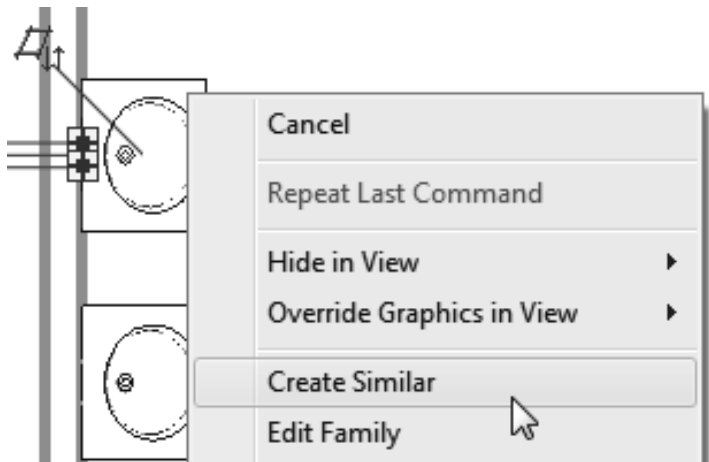 Cancel
Repeat Last Command
Hide in View
Override Graphics in View
Create Similar
Edit Family